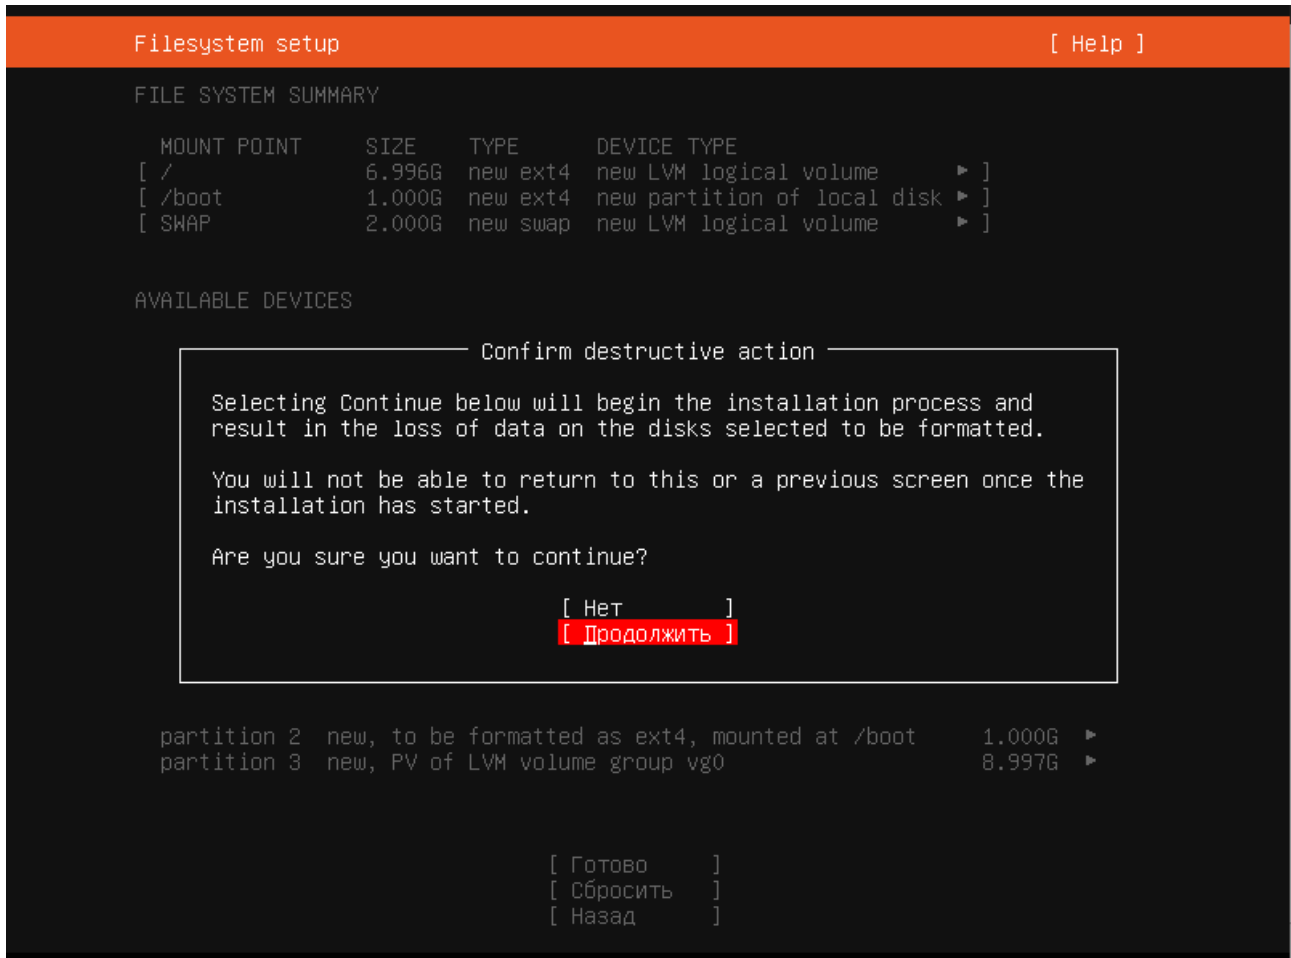 Filesystem setup [ Help ]
FILE SYSTEM SUMMARY
MOUNT POINT SIZE TYPE DEVICE TYPE
[ / 6.996G new ext4 new LVM logical volume ▸ ]
[ /boot 1.000G new ext4 new partition of local disk ▸ ]
[ SWAP 2.000G new swap new LVM logical volume ▸ ]
AVAILABLE DEVICES
Confirm destructive action
Selecting Continue below will begin the installation process and
result in the loss of data on the disks selected to be formatted.
You will not be able to return to this or a previous screen once the
installation has started.
Are you sure you want to continue?
[ Нет ]
[ Продолжить ]
partition 2 new, to be formatted as ext4, mounted at /boot 1.000G ▸
partition 3 new, PV of LVM volume group vg0 8.997G ▸
[ Готово ]
[ Сбросить ]
[ Назад ]